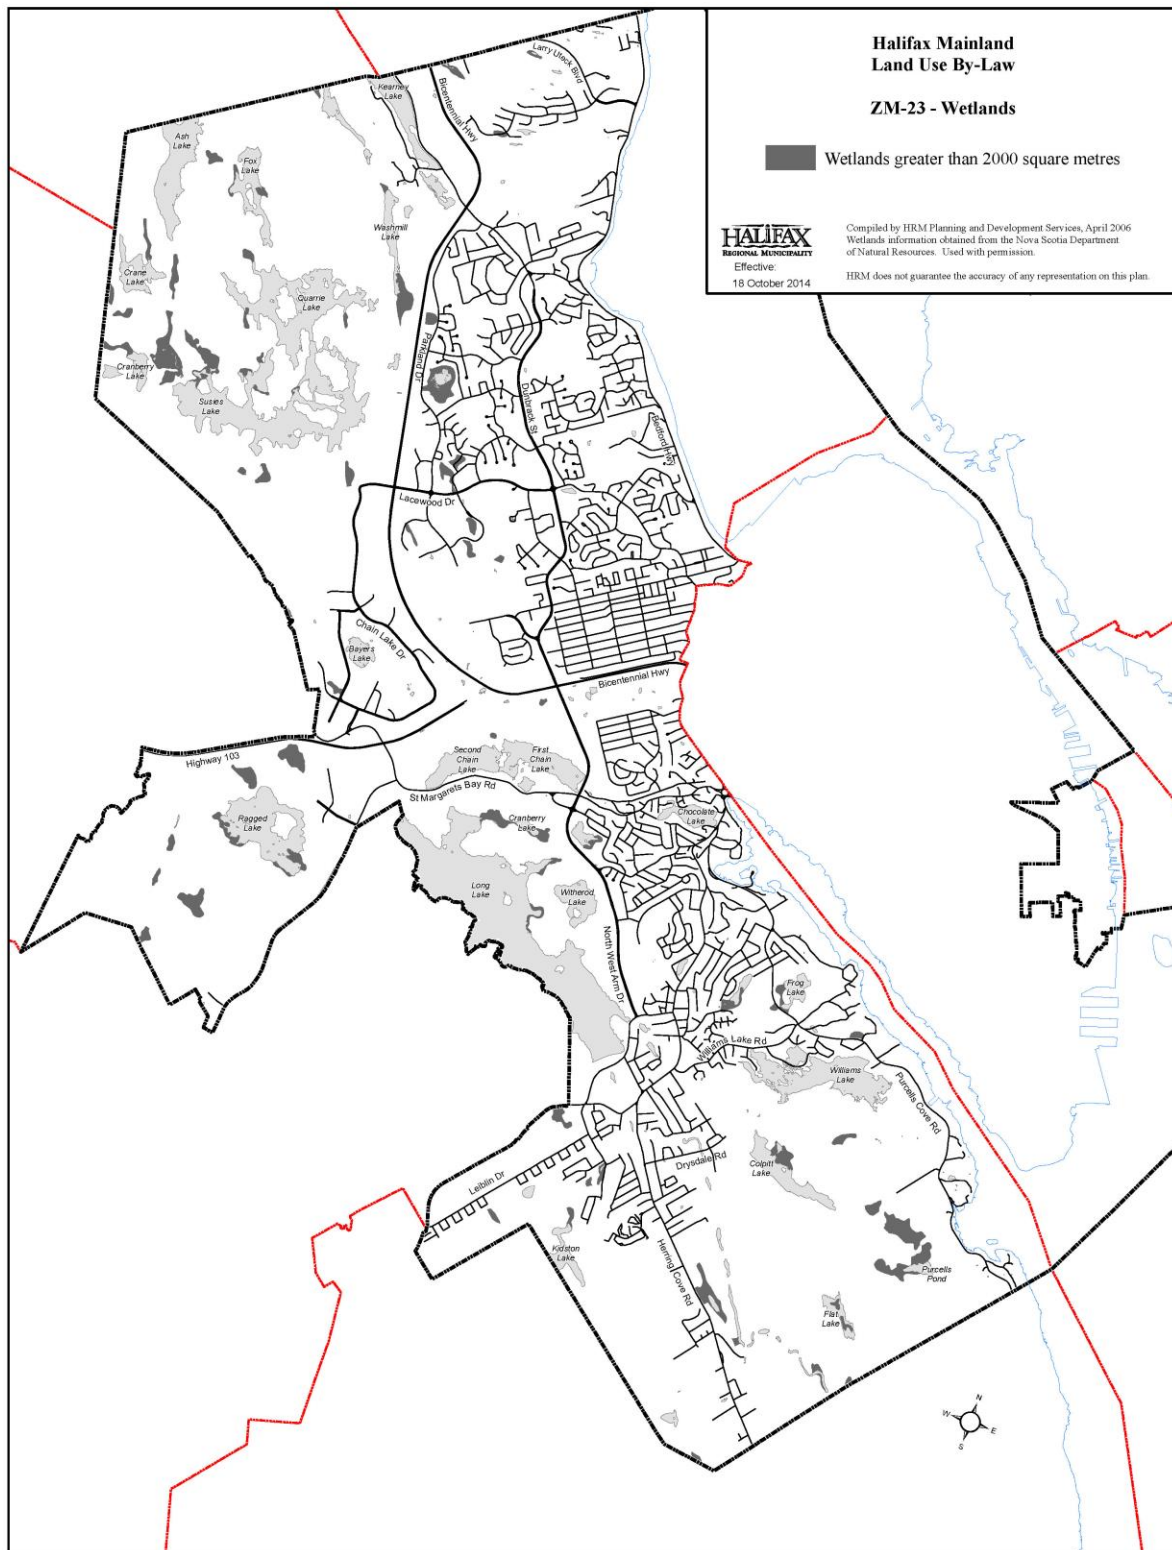 Halifax Mainland
Land Use By-Law
ZM-23 - Wetlands
Wetlands greater than 2000 square metres
HALIFAX
REGIONAL MUNICIPALITY
Effective:
18 October 2014
Compiled by HRM Planning and Development Services, April 2006
Wetlands information obtained from the Nova Scotia Department
of Natural Resources. Used with permission.
HRM does not guarantee the accuracy of any representation on this plan.
Larry Uteck Blvd
Kearney
Lake
Bicentennial Hwy
Ash
Lake
Fox
Lake
Washmill
Lake
Crane
Lake
Quarrie
Lake
Cranberry
Lake
Susies
Lake
Parkland Dr
Dunbrack St
Bedford Hwy
Lacewood Dr
Chain Lake Dr
Bayers
Lake
Bicentennial Hwy
Highway 103
Second
Chain
Lake
First
Chain
Lake
St Margarets Bay Rd
Ragged
Lake
Cranberry
Lake
Chocolate
Lake
Long
Lake
Witherod
Lake
North West Arm Dr
Frog
Lake
Williams Lake Rd
Williams
Lake
Purcells Cove Rd
Drysdale Rd
Colpitt
Lake
Leiblin Dr
Kidston
Lake
Herring Cove Rd
Purcells
Pond
Flat
Lake
N
W
E
S